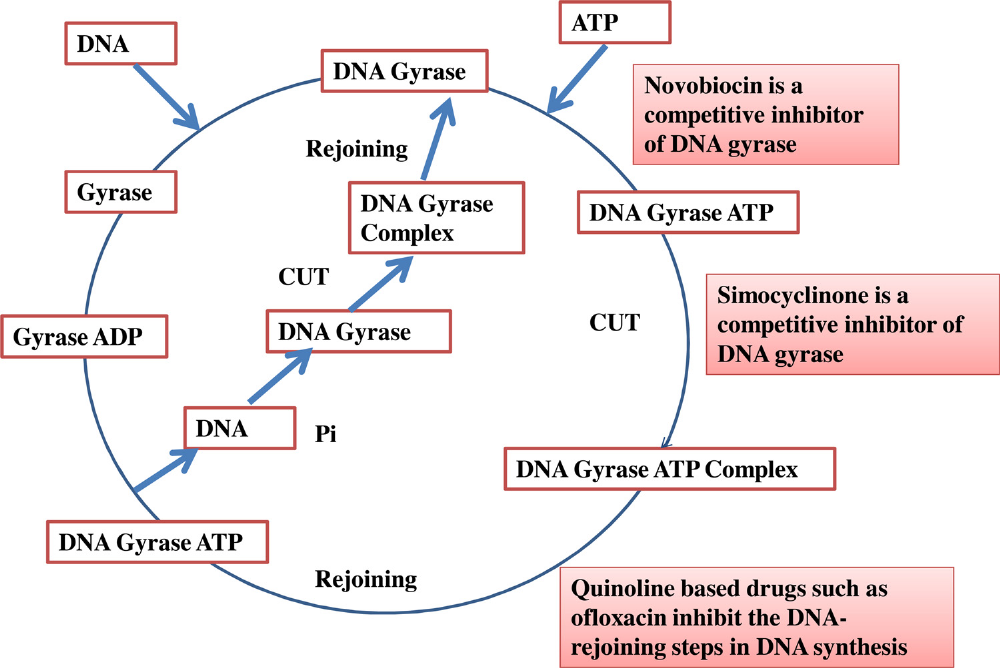 DNA
ATP
DNA Gyrase
Novobiocin is a
competitive inhibitor
of DNA gyrase
Rejoining
Gyrase
DNA Gyrase
Complex
DNA Gyrase ATP
CUT
Simocyclinone is a
competitive inhibitor of
DNA gyrase
Gyrase ADP
DNA Gyrase
CUT
DNA
Pi
DNA Gyrase ATP Complex
DNA Gyrase ATP
Rejoining
Quinoline based drugs such as
ofloxacin inhibit the DNA-
rejoining steps in DNA synthesis